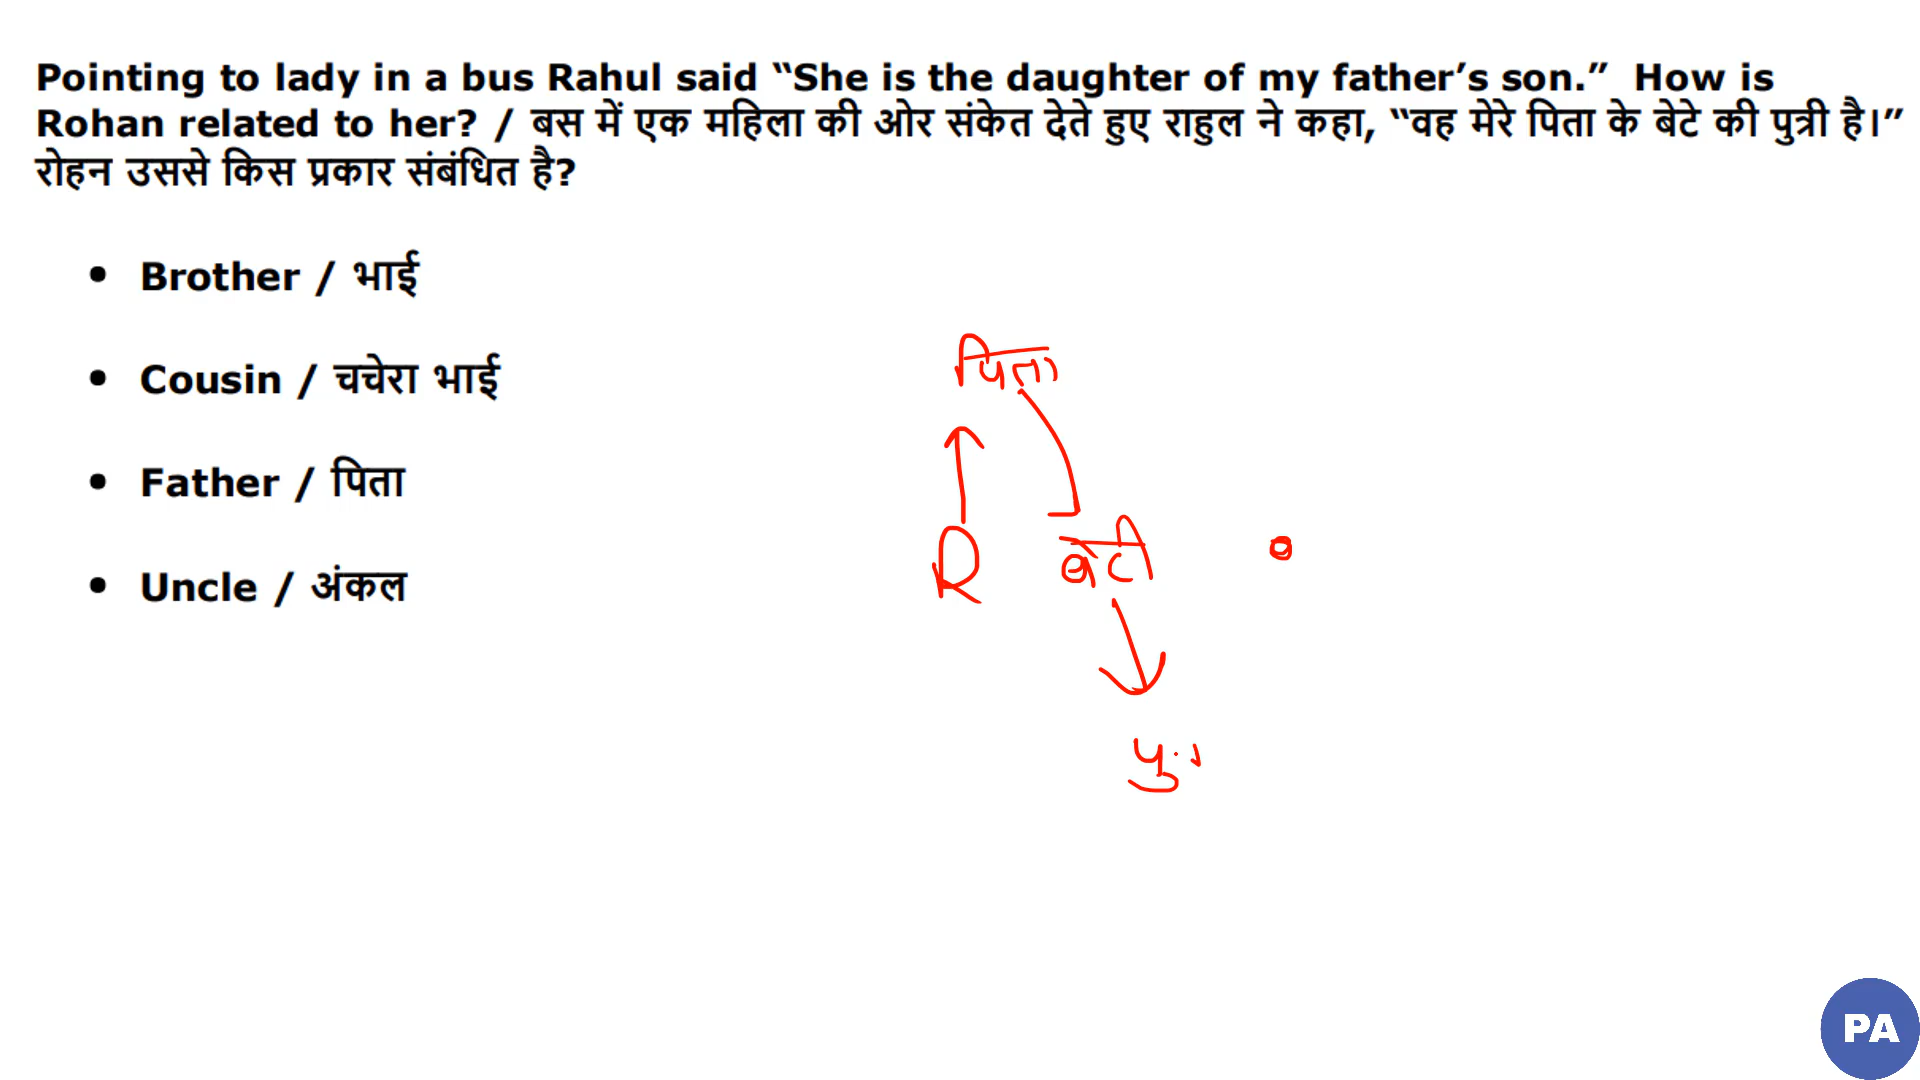 Pointing to lady in a bus Rahul said “She is the daughter of my father’s son.” How is
Rohan related to her? / बस में एक महिला की ओर संकेत देते हुए राहुल ने कहा, “वह मेरे पिता के बेटे की पुत्री है।”
रोहन उससे किस प्रकार संबंधित है?
• Brother / भाई
• Cousin / चचेरा भाई
• Father / पिता
• Uncle / अंकल
पिता
R
PA